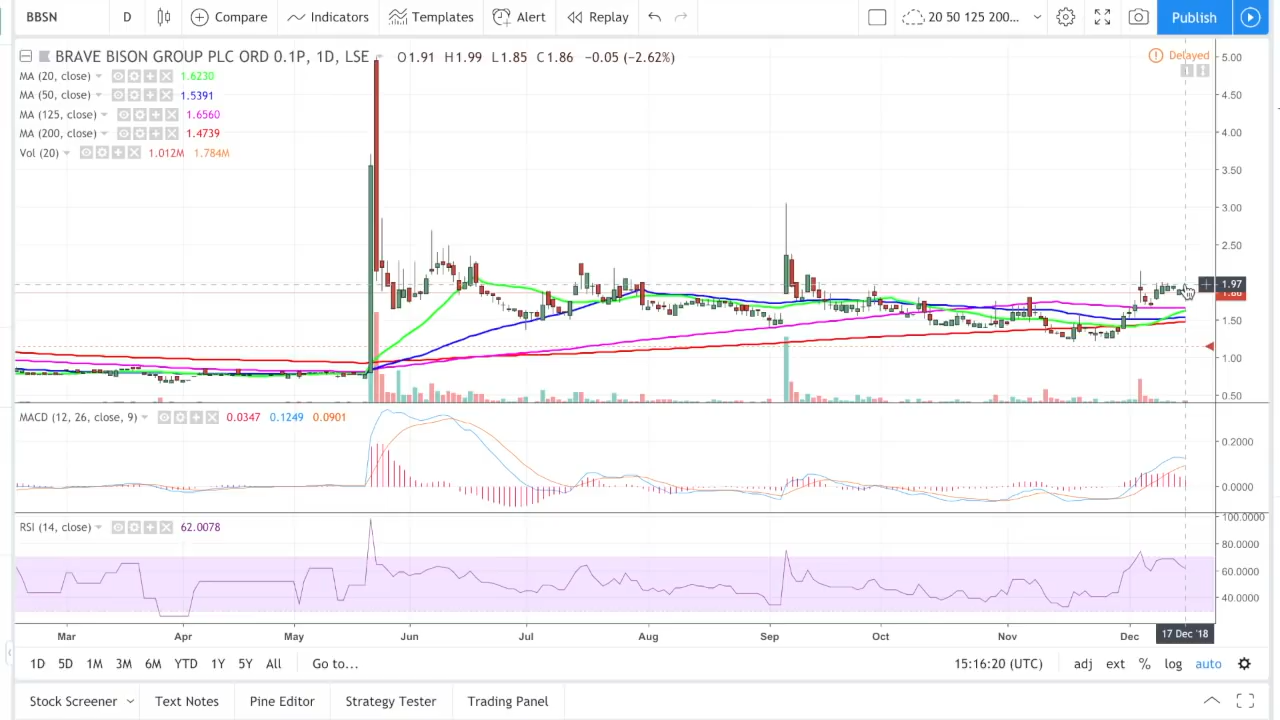 BBSN D Compare Indicators Templates Alert Replay 20 50 125 200... Publish
BRAVE BISON GROUP PLC ORD 0.1P, 1D, LSE O1.91 H1.99 L1.85 C1.86 −0.05 (−2.62%)
Delayed
MA (20, close) 1.6230
MA (50, close) 1.5391
MA (125, close) 1.6560
MA (200, close) 1.4739
Vol (20) 1.012M 1.784M
5.00
4.50
4.00
3.50
3.00
2.50
1.97
1.86
1.50
1.00
0.50
MACD (12, 26, close, 9) 0.0347 0.1249 0.0901
0.2000
0.0000
RSI (14, close) 62.0078
100.0000
80.0000
60.0000
40.0000
Mar Apr May Jun Jul Aug Sep Oct Nov Dec 17 Dec '18
1D 5D 1M 3M 6M YTD 1Y 5Y All Go to... 15:16:20 (UTC) adj ext % log auto
Stock Screener Text Notes Pine Editor Strategy Tester Trading Panel